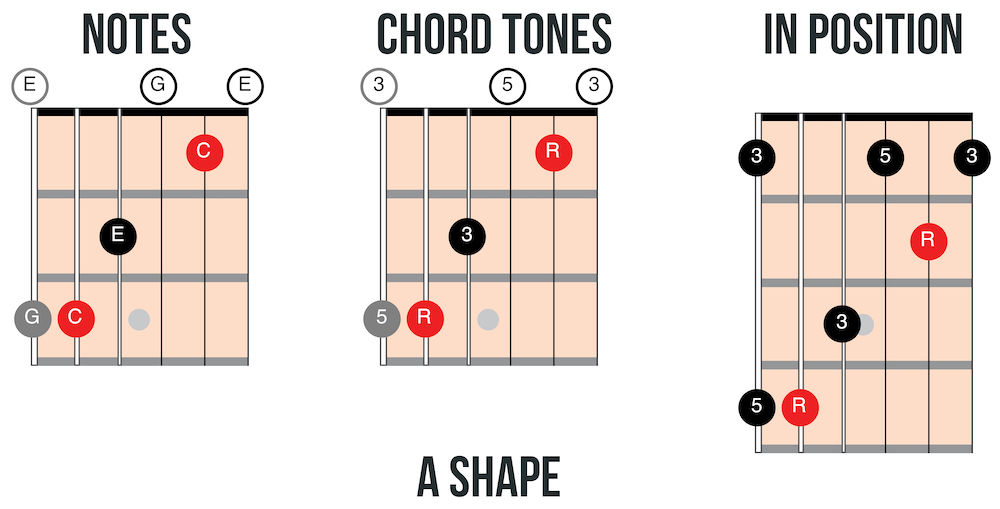 NOTES CHORD TONES IN POSITION
E G E 3 5 3
C R 3 5 3
E 3 R
G C 5 R 3
5 R
A SHAPE